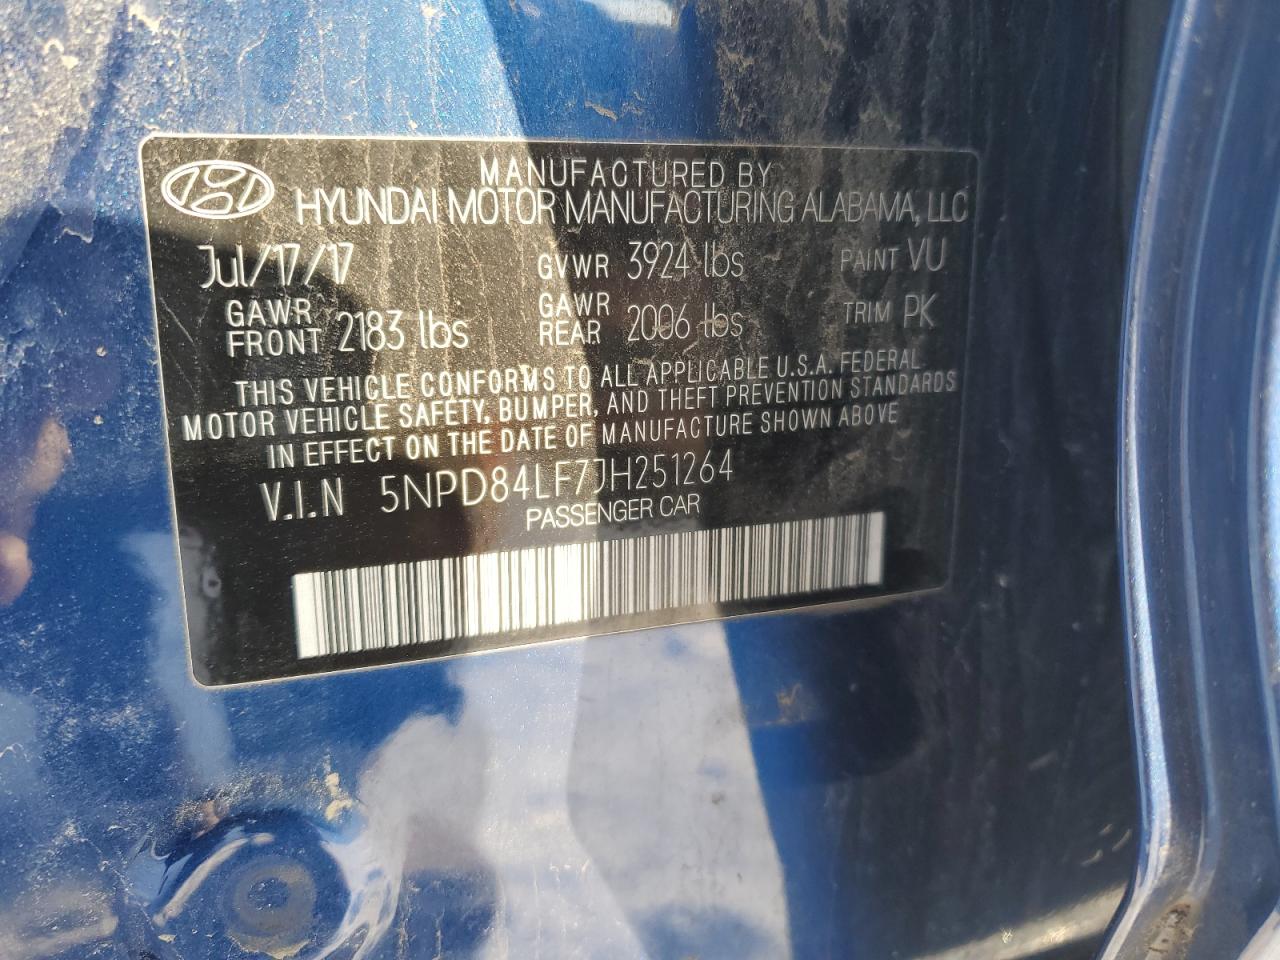 MANUFACTURED BY
HYUNDAI MOTOR MANUFACTURING ALABAMA, LLC
Jul/17/17 GVWR 3924 lbs PAINT VU
GAWR FRONT 2183 lbs GAWR REAR 2006 lbs TRIM PK
THIS VEHICLE CONFORMS TO ALL APPLICABLE U.S.A. FEDERAL
MOTOR VEHICLE SAFETY, BUMPER, AND THEFT PREVENTION STANDARDS
IN EFFECT ON THE DATE OF MANUFACTURE SHOWN ABOVE
V.I.N 5NPD84LF7JH251264
PASSENGER CAR